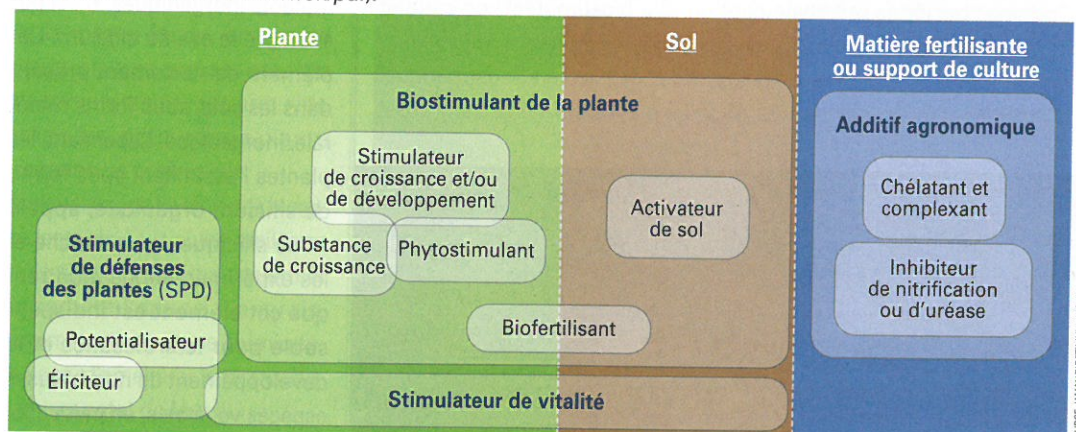 Plante
Sol
Matière fertilisante
ou support de culture
Biostimulant de la plante
Additif agronomique
Stimulateur
de croissance et/ou
de développement
Activateur
de sol
Chélatant et
complexant
Stimulateur
de défenses
des plantes (SPD)
Substance
de croissance
Phytostimulant
Inhibiteur
de nitrification
ou d'uréase
Potentialisateur
Biofertilisant
Éliciteur
Stimulateur de vitalité